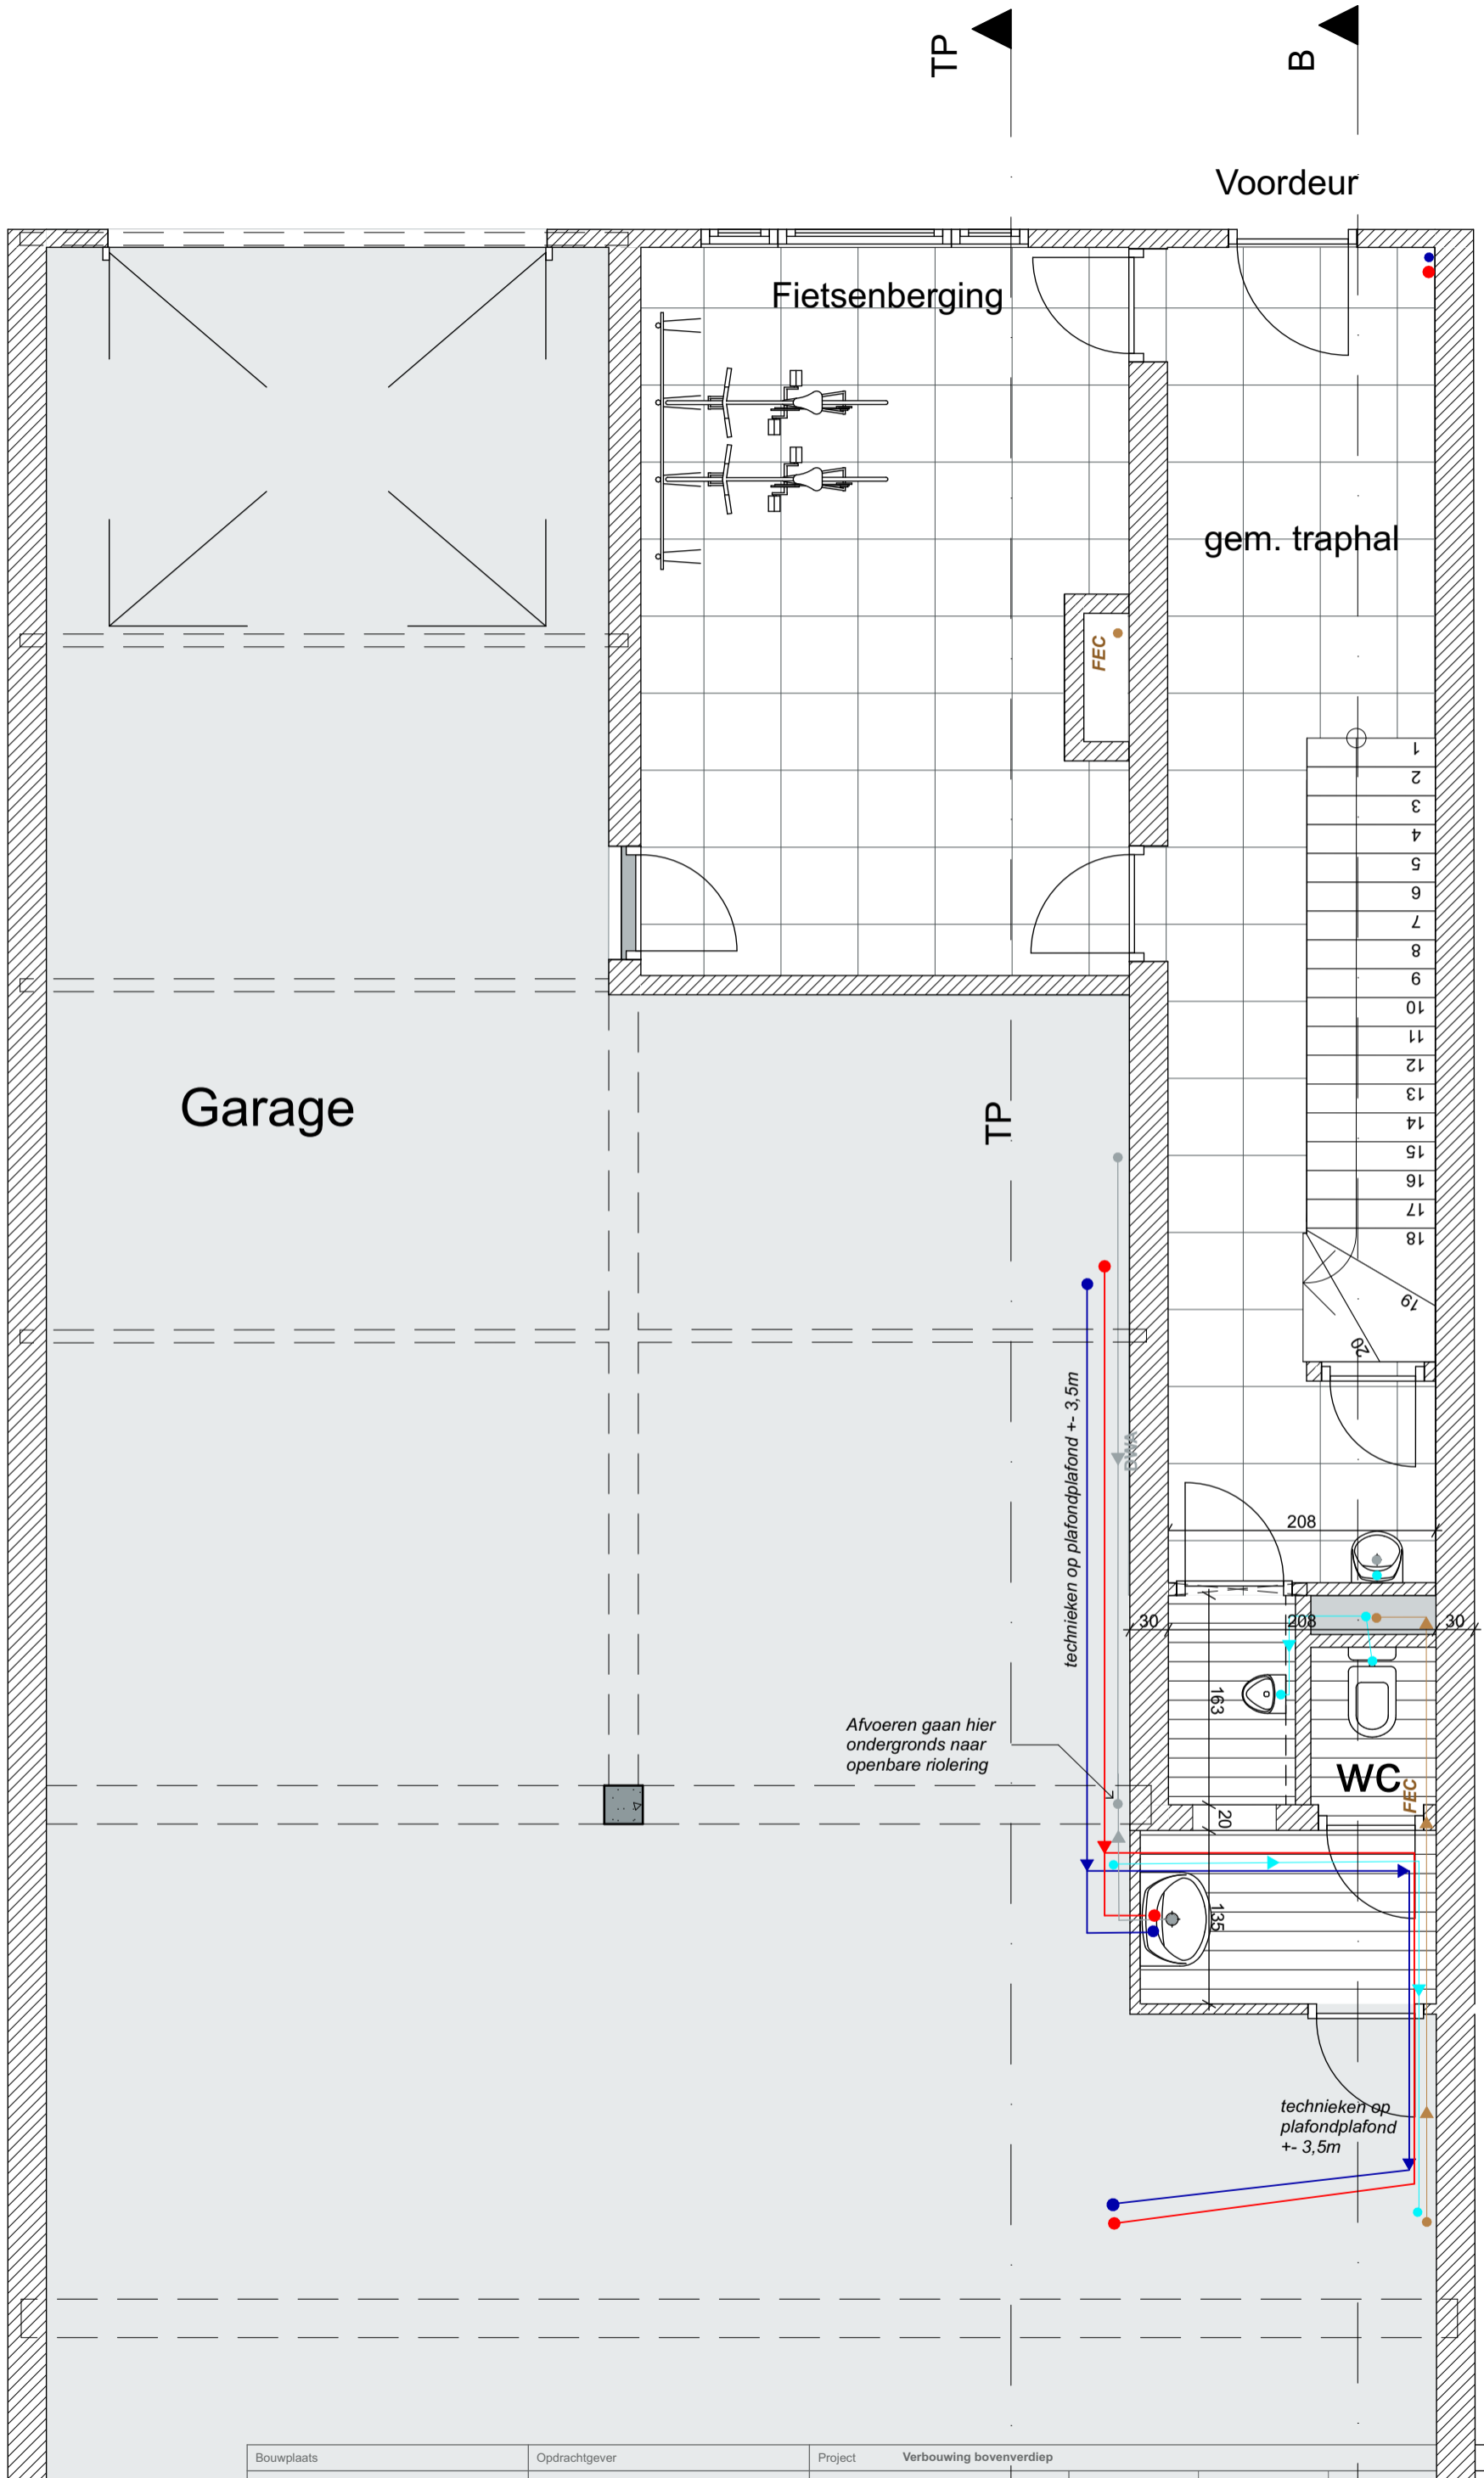 TP
B
Voordeur
Fietsenberging
gem. traphal
FEC
1
2
3
4
5
6
7
8
9
10
11
12
13
14
15
16
17
18
19
20
Garage
TP
technieken op plafondplafond +- 3,5m
DWA
208
30
208
30
163
Afvoeren gaan hier
ondergronds naar
openbare riolering
WC
FEC
20
135
technieken op
plafondplafond
+- 3,5m
Bouwplaats
Opdrachtgever
Project
Verbouwing bovenverdiep